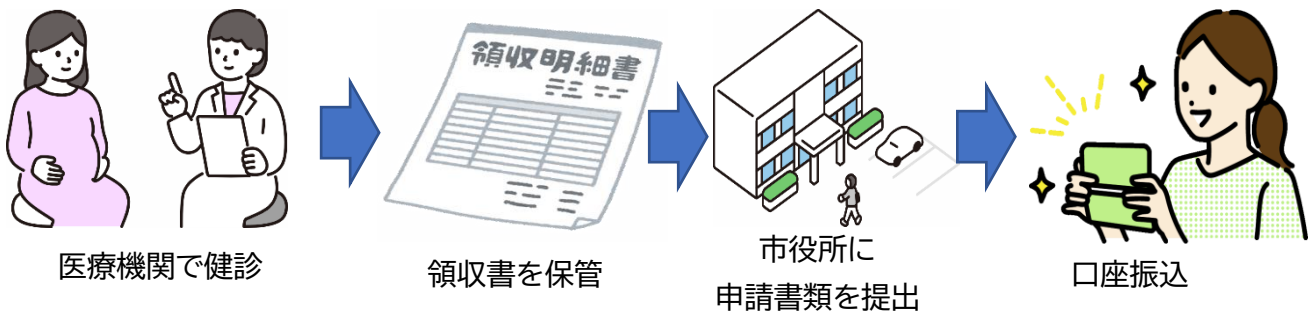 領収明細書
医療機関で健診
領収書を保管
市役所に
申請書類を提出
口座振込